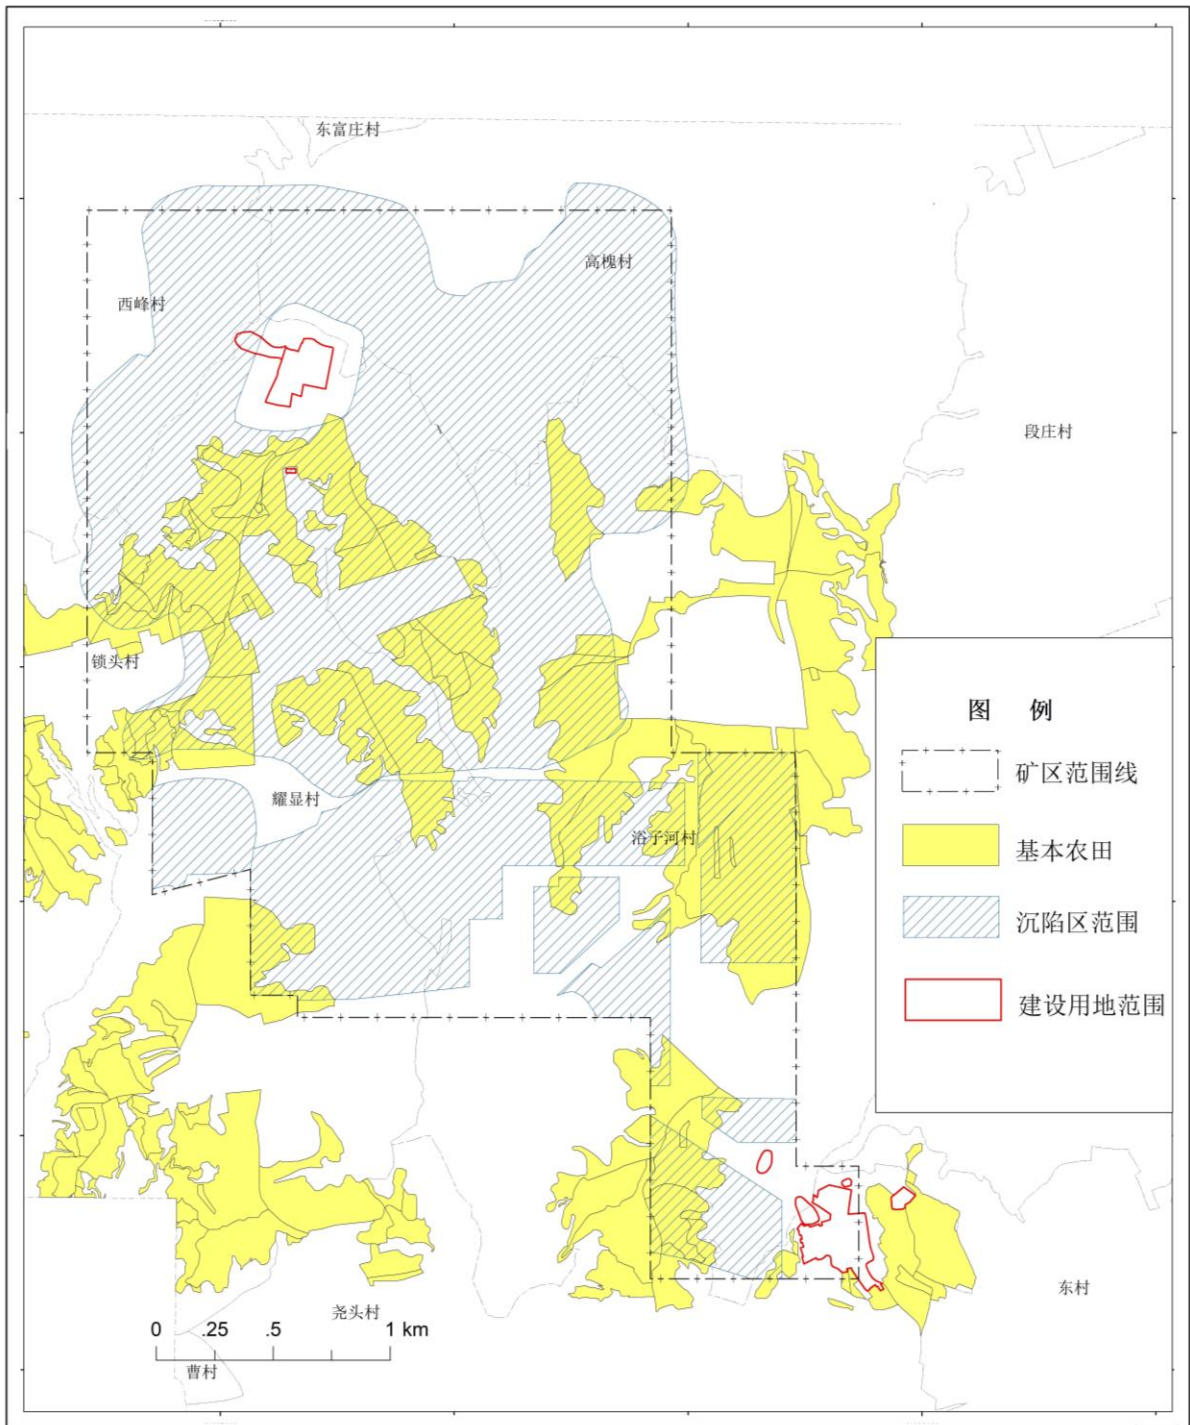 东富庄村
高槐村
西峰村
段庄村
锁头村
图 例
矿区范围线
耀显村
浴子河村
基本农田
沉陷区范围
建设用地范围
东村
尧头村
0 .25 .5 1 km
曹村